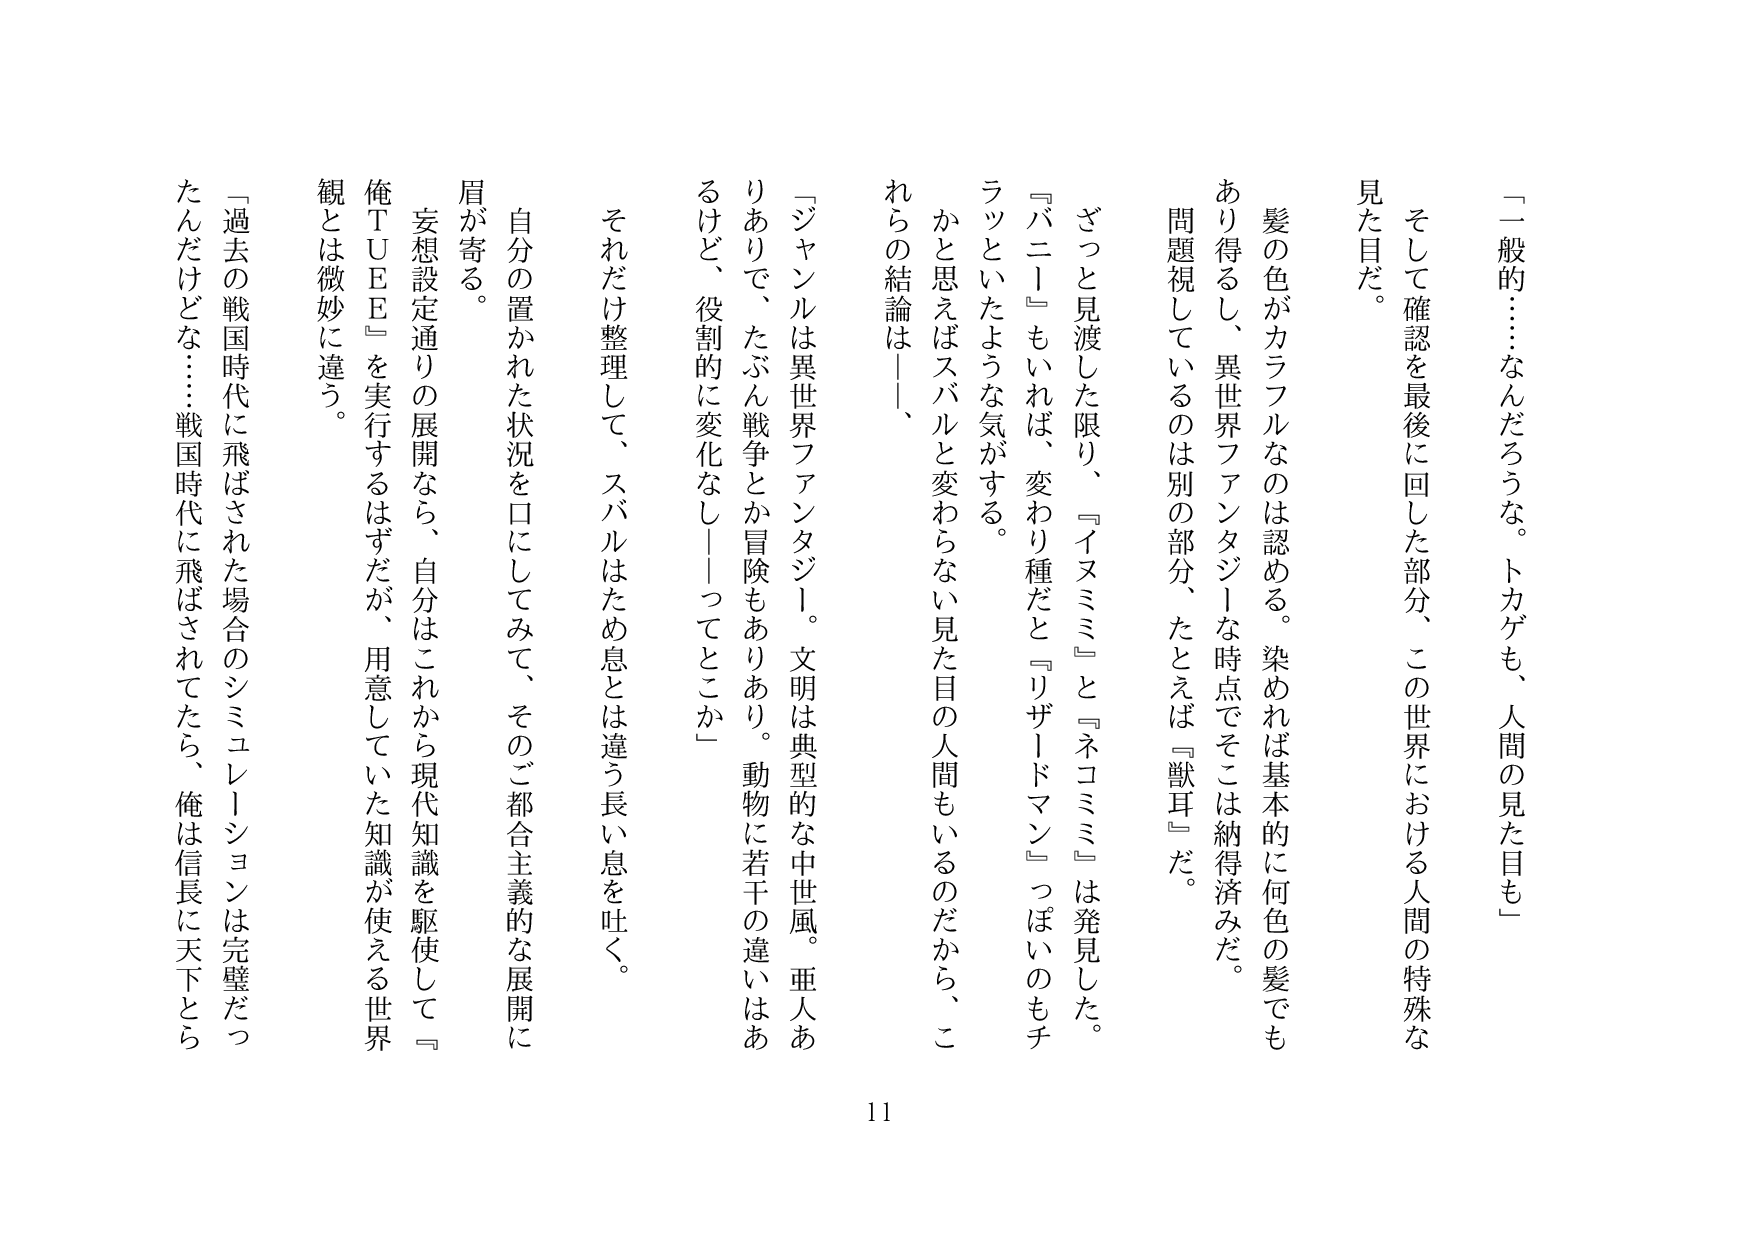 「一般的……なんだろうな。トカゲも、人間の見た目も」
そして確認を最後に回した部分、この世界における人間の特殊な
見た目だ。
髪の色がカラフルなのは認める。染めれば基本的に何色の髪でも
あり得るし、異世界ファンタジーな時点でそこは納得済みだ。
問題視しているのは別の部分、たとえば『獣耳』だ。
ざっと見渡した限り、『イヌミミ』と『ネコミミ』は発見した。
『バニー』もいれば、変わり種だと『リザードマン』っぽいのもチ
ラッといたような気がする。
かと思えばスバルと変わらない見た目の人間もいるのだから、こ
れらの結論は――、
「ジャンルは異世界ファンタジー。文明は典型的な中世風。亜人あ
りありで、たぶん戦争とか冒険もありあり。動物に若干の違いはあ
るけど、役割的に変化なし――ってとこか」
それだけ整理して、スバルはため息とは違う長い息を吐く。
自分の置かれた状況を口にしてみて、そのご都合主義的な展開に
眉が寄る。
妄想設定通りの展開なら、自分はこれから現代知識を駆使して『
俺TUEE』を実行するはずだが、用意していた知識が使える世界
観とは微妙に違う。
「過去の戦国時代に飛ばされた場合のシミュレーションは完璧だっ
たんだけどな……戦国時代に飛ばされてたら、俺は信長に天下とら
11